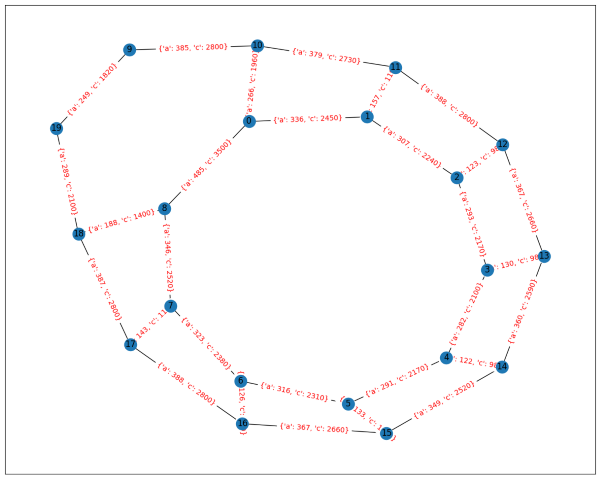 9
{'a': 385, 'c': 2800}
10
{'a': 379, 'c': 2730}
11
{'a': 249, 'c': 1820}
{'a': 266, 'c': 1960}
157, 'c': 11
{'a': 388, 'c': 2800}
19
0
{'a': 336, 'c': 2450}
1
{'a': 307, 'c': 2240}
12
123, 'c': 98
{'a': 485, 'c': 3500}
2
{'a': 289, 'c': 2100}
{'a': 293, 'c': 2170}
{'a': 367, 'c': 2660}
8
{'a': 188, 'c': 1400}
18
{'a': 346, 'c': 2520}
13
': 130, 'c': 98
3
{'a': 387, 'c': 2800}
{'a': 282, 'c': 2100}
{'a': 360, 'c': 2590}
7
143, 'c': 11
17
{'a': 323, 'c': 2380}
4
': 122, 'c': 98
14
6
{'a': 316, 'c': 2310}
{'a': 291, 'c': 2170}
{'a': 388, 'c': 2800}
126, 'c':
5
{'a': 349, 'c': 2520}
133, 'c':
16
{'a': 367, 'c': 2660}
15